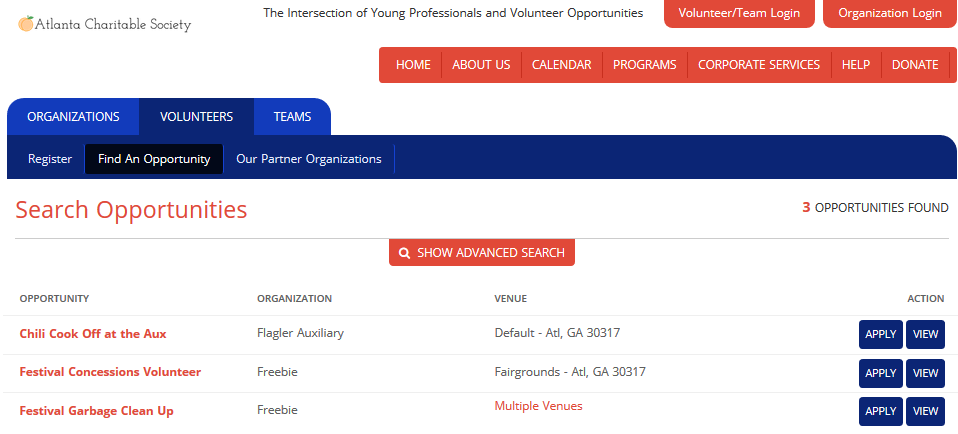 Atlanta Charitable Society
The Intersection of Young Professionals and Volunteer Opportunities
Volunteer/Team Login
Organization Login
HOME ABOUT US CALENDAR PROGRAMS CORPORATE SERVICES HELP DONATE
ORGANIZATIONS VOLUNTEERS TEAMS
Register Find An Opportunity Our Partner Organizations
Search Opportunities
3 OPPORTUNITIES FOUND
SHOW ADVANCED SEARCH
OPPORTUNITY ORGANIZATION VENUE ACTION
Chili Cook Off at the Aux Flagler Auxiliary Default - Atl, GA 30317 APPLY VIEW
Festival Concessions Volunteer Freebie Fairgrounds - Atl, GA 30317 APPLY VIEW
Festival Garbage Clean Up Freebie Multiple Venues APPLY VIEW